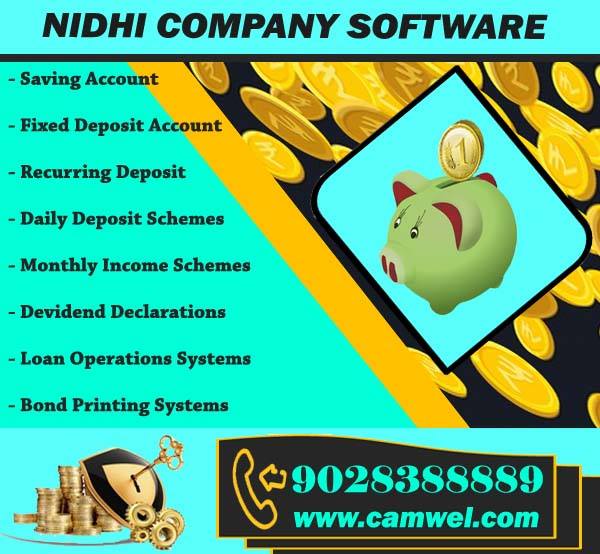 NIDHI COMPANY SOFTWARE
- Saving Account
- Fixed Deposit Account
- Recurring Deposit
- Daily Deposit Schemes
- Monthly Income Schemes
- Devidend Declarations
- Loan Operations Systems
- Bond Printing Systems
9028388889
www.camwel.com